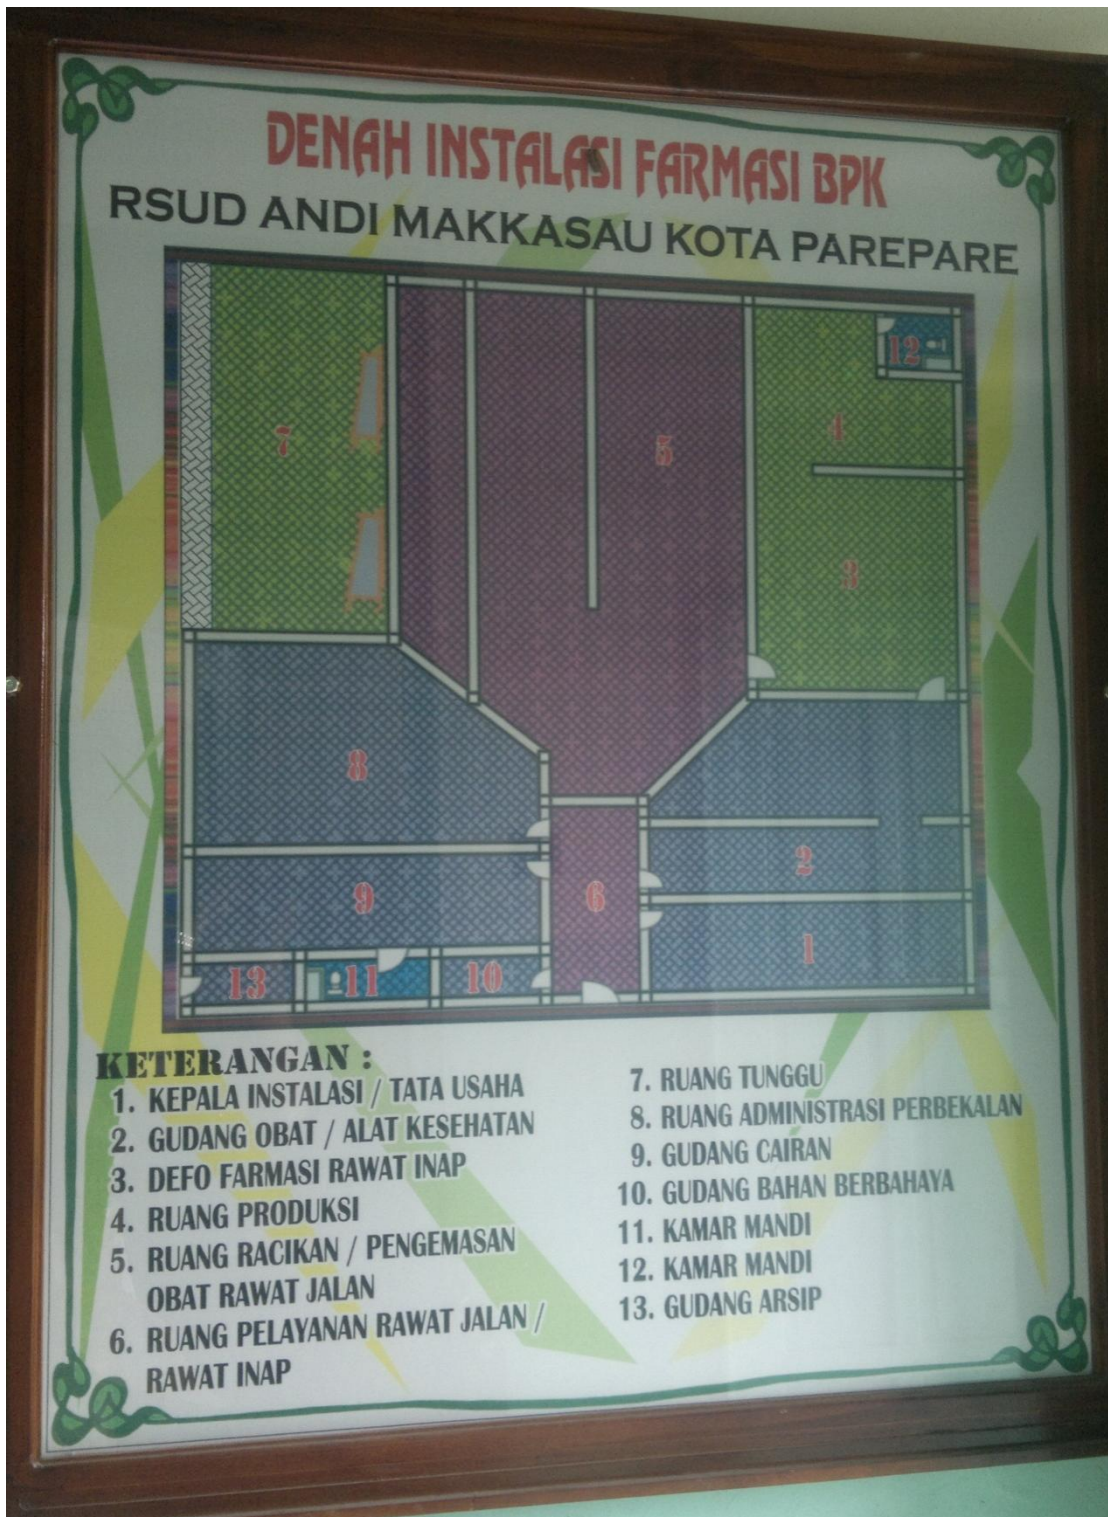 DENAH INSTALASI FARMASI BPK
RSUD ANDI MAKKASAU KOTA PAREPARE
12
7
5
4
3
8
2
9
6
1
13
11
10
KETERANGAN :
1. KEPALA INSTALASI / TATA USAHA
2. GUDANG OBAT / ALAT KESEHATAN
3. DEFO FARMASI RAWAT INAP
4. RUANG PRODUKSI
5. RUANG RACIKAN / PENGEMASAN
OBAT RAWAT JALAN
6. RUANG PELAYANAN RAWAT JALAN /
RAWAT INAP
7. RUANG TUNGGU
8. RUANG ADMINISTRASI PERBEKALAN
9. GUDANG CAIRAN
10. GUDANG BAHAN BERBAHAYA
11. KAMAR MANDI
12. KAMAR MANDI
13. GUDANG ARSIP